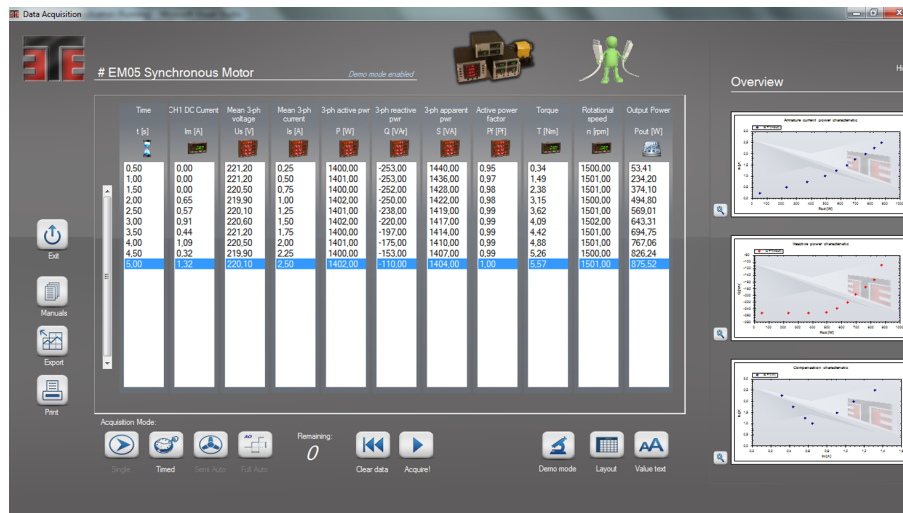 Data Acquisition
# EM05 Synchronous Motor
Demo mode enabled
Overview
Time CH1 DC Current Mean 3-ph voltage Mean 3-ph current 3-ph active pwr 3-ph reactive pwr 3-ph apparent pwr Active power factor Torque Rotational speed Output Power
t [s] Im [A] Us [V] Is [A] P [W] Q [VAr] S [VA] Pf [Pf] T [Nm] n [rpm] Pout [W]
0,50 0,00 221,20 0,25 1400,00 -253,00 1440,00 0,95 0,34 1500,00 53,41
1,00 0,00 221,20 0,50 1401,00 -253,00 1436,00 0,97 1,49 1501,00 234,20
1,50 0,00 220,50 0,75 1400,00 -252,00 1428,00 0,98 2,38 1501,00 374,10
2,00 0,65 219,90 1,00 1402,00 -250,00 1422,00 0,98 3,15 1500,00 494,80
2,50 0,57 220,10 1,25 1401,00 -238,00 1419,00 0,99 3,62 1501,00 569,01
3,00 0,91 220,60 1,50 1402,00 -220,00 1417,00 0,99 4,09 1502,00 643,31
3,50 0,44 221,20 1,75 1400,00 -197,00 1414,00 0,99 4,42 1501,00 694,75
4,00 1,09 220,50 2,00 1401,00 -175,00 1410,00 0,99 4,88 1501,00 767,06
4,50 0,32 219,90 2,25 1400,00 -153,00 1407,00 0,99 5,26 1500,00 826,24
5,00 1,32 220,10 2,50 1402,00 -110,00 1404,00 1,00 5,57 1501,00 875,52
Exit
Manuals
Export
Print
Acquisition Mode:
Single Timed Semi Auto Full Auto
Remaining:
0
Clear data Acquire!
Demo mode Layout Value text
Armature current power characteristic
Reactive power characteristic
Compensation characteristic